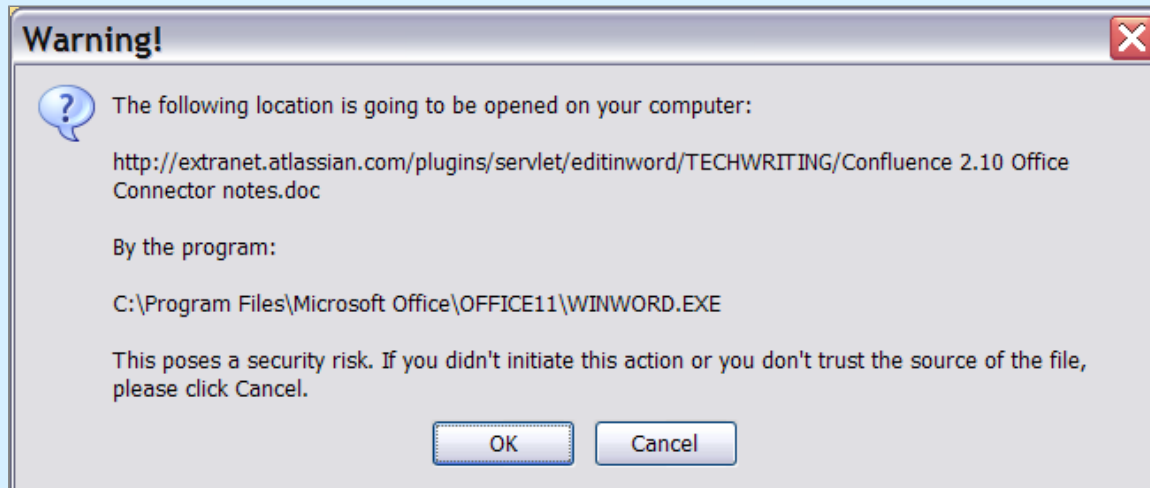 Warning!
The following location is going to be opened on your computer:
http://extranet.atlassian.com/plugins/servlet/editinword/TECHWRITING/Confluence 2.10 Office
Connector notes.doc
By the program:
C:\Program Files\Microsoft Office\OFFICE11\WINWORD.EXE
This poses a security risk. If you didn't initiate this action or you don't trust the source of the file,
please click Cancel.
OK Cancel